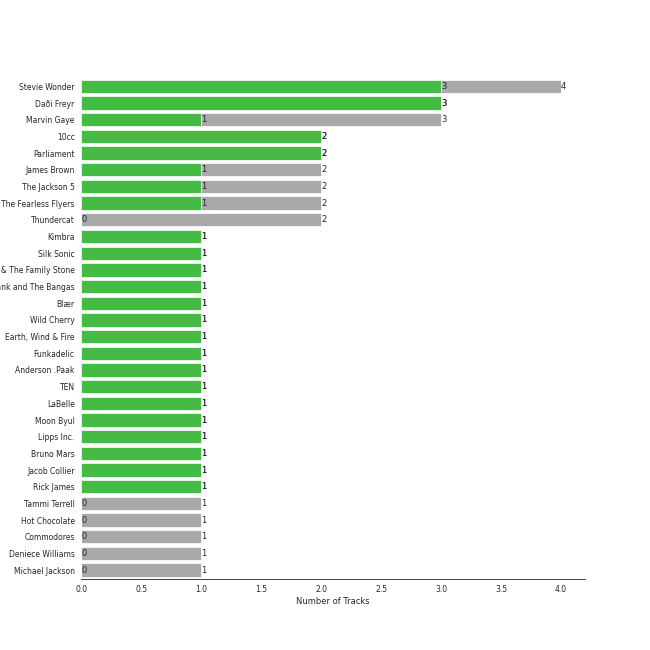 Stevie Wonder 3 4
Daði Freyr 3
Marvin Gaye 1 3
10cc 2
Parliament 2
James Brown 1 2
The Jackson 5 1 2
The Fearless Flyers 1 2
Thundercat 0 2
Kimbra 1
Silk Sonic 1
& The Family Stone 1
and The Bangas 1
Blær 1
Wild Cherry 1
Earth, Wind & Fire 1
Funkadelic 1
Anderson .Paak 1
TEN 1
LaBelle 1
Moon Byul 1
Lipps Inc. 1
Bruno Mars 1
Jacob Collier 1
Rick James 1
Tammi Terrell 0 1
Hot Chocolate 0 1
Commodores 0 1
Deniece Williams 0 1
Michael Jackson 0 1
0.0 0.5 1.0 1.5 2.0 2.5 3.0 3.5 4.0
Number of Tracks